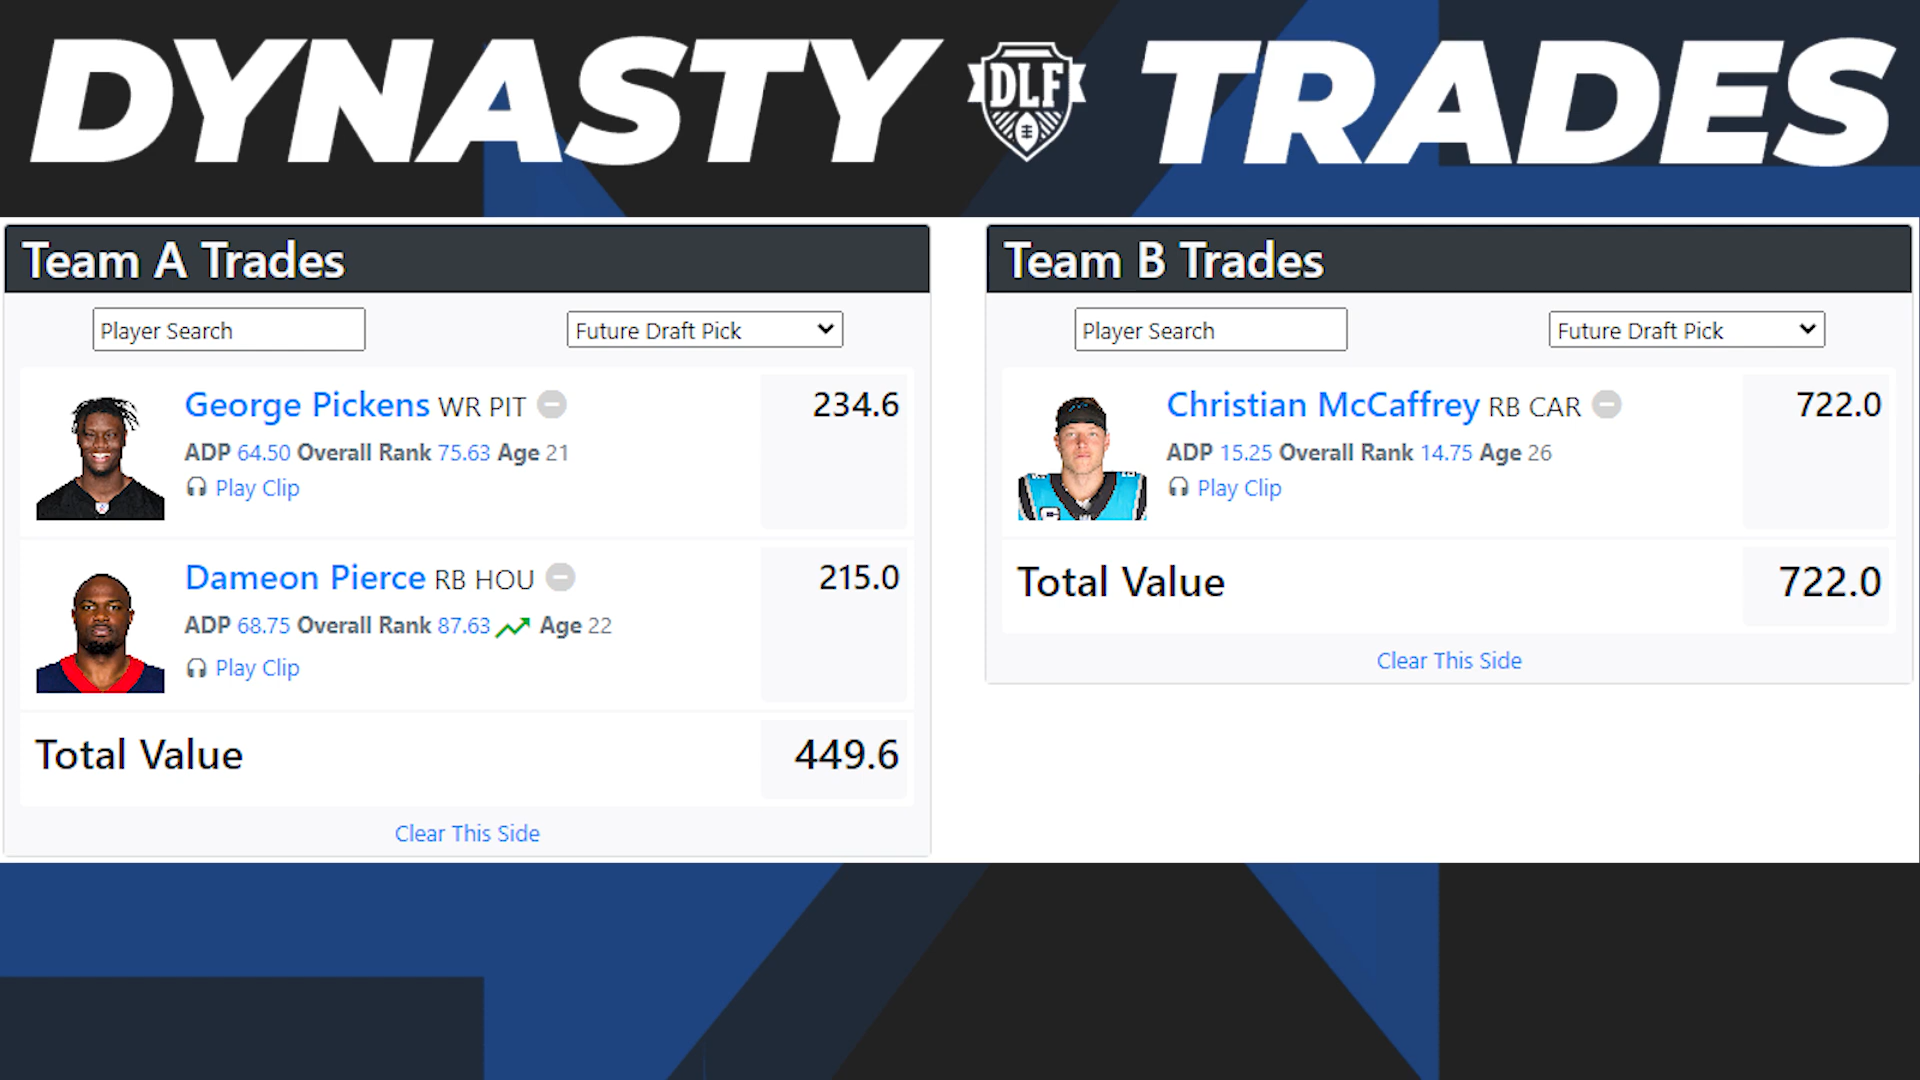 DYNASTY DLF TRADES
Team A Trades
Player Search
Future Draft Pick
George Pickens WR PIT
234.6
ADP 64.50 Overall Rank 75.63 Age 21
Play Clip
Dameon Pierce RB HOU
215.0
ADP 68.75 Overall Rank 87.63 Age 22
Play Clip
Total Value
449.6
Clear This Side
Team B Trades
Player Search
Future Draft Pick
Christian McCaffrey RB CAR
722.0
ADP 15.25 Overall Rank 14.75 Age 26
Play Clip
Total Value
722.0
Clear This Side